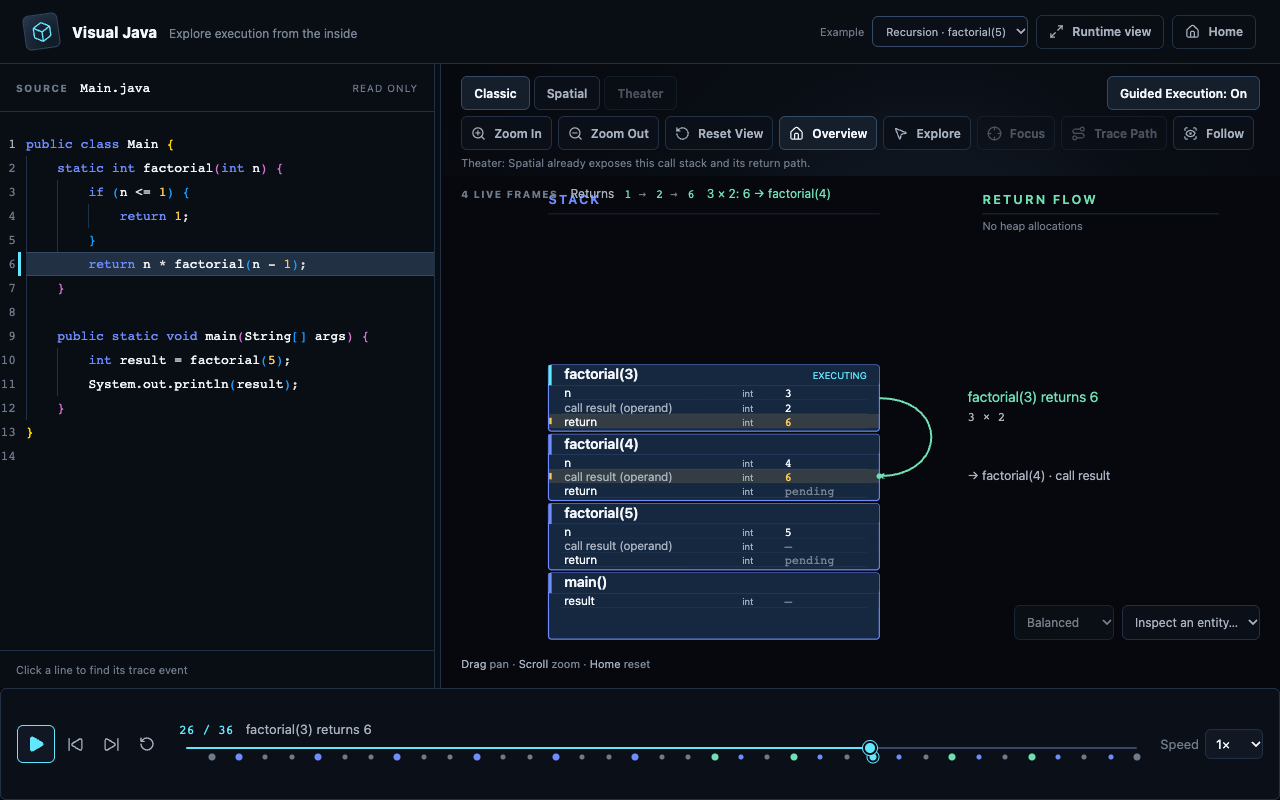 Visual Java Explore execution from the inside
Example Recursion · factorial(5) Runtime view Home
SOURCE Main.java READ ONLY
1 public class Main {
2 static int factorial(int n) {
3 if (n <= 1) {
4 return 1;
5 }
6 return n * factorial(n - 1);
7 }
8
9 public static void main(String[] args) {
10 int result = factorial(5);
11 System.out.println(result);
12 }
13 }
14
Click a line to find its trace event
Classic Spatial Theater Guided Execution: On
Zoom In Zoom Out Reset View Overview Explore Focus Trace Path Follow
Theater: Spatial already exposes this call stack and its return path.
4 LIVE FRAMES Returns 1 → 2 → 6 3 × 2: 6 → factorial(4)
STACK
factorial(3) EXECUTING
n int 3
call result (operand) int 2
return int 6
factorial(4)
n int 4
call result (operand) int 6
return int pending
factorial(5)
n int 5
call result (operand) int —
return int pending
main()
result int —
RETURN FLOW
No heap allocations
factorial(3) returns 6
3 × 2
→ factorial(4) · call result
Balanced Inspect an entity...
Drag pan · Scroll zoom · Home reset
26 / 36 factorial(3) returns 6
Speed 1×